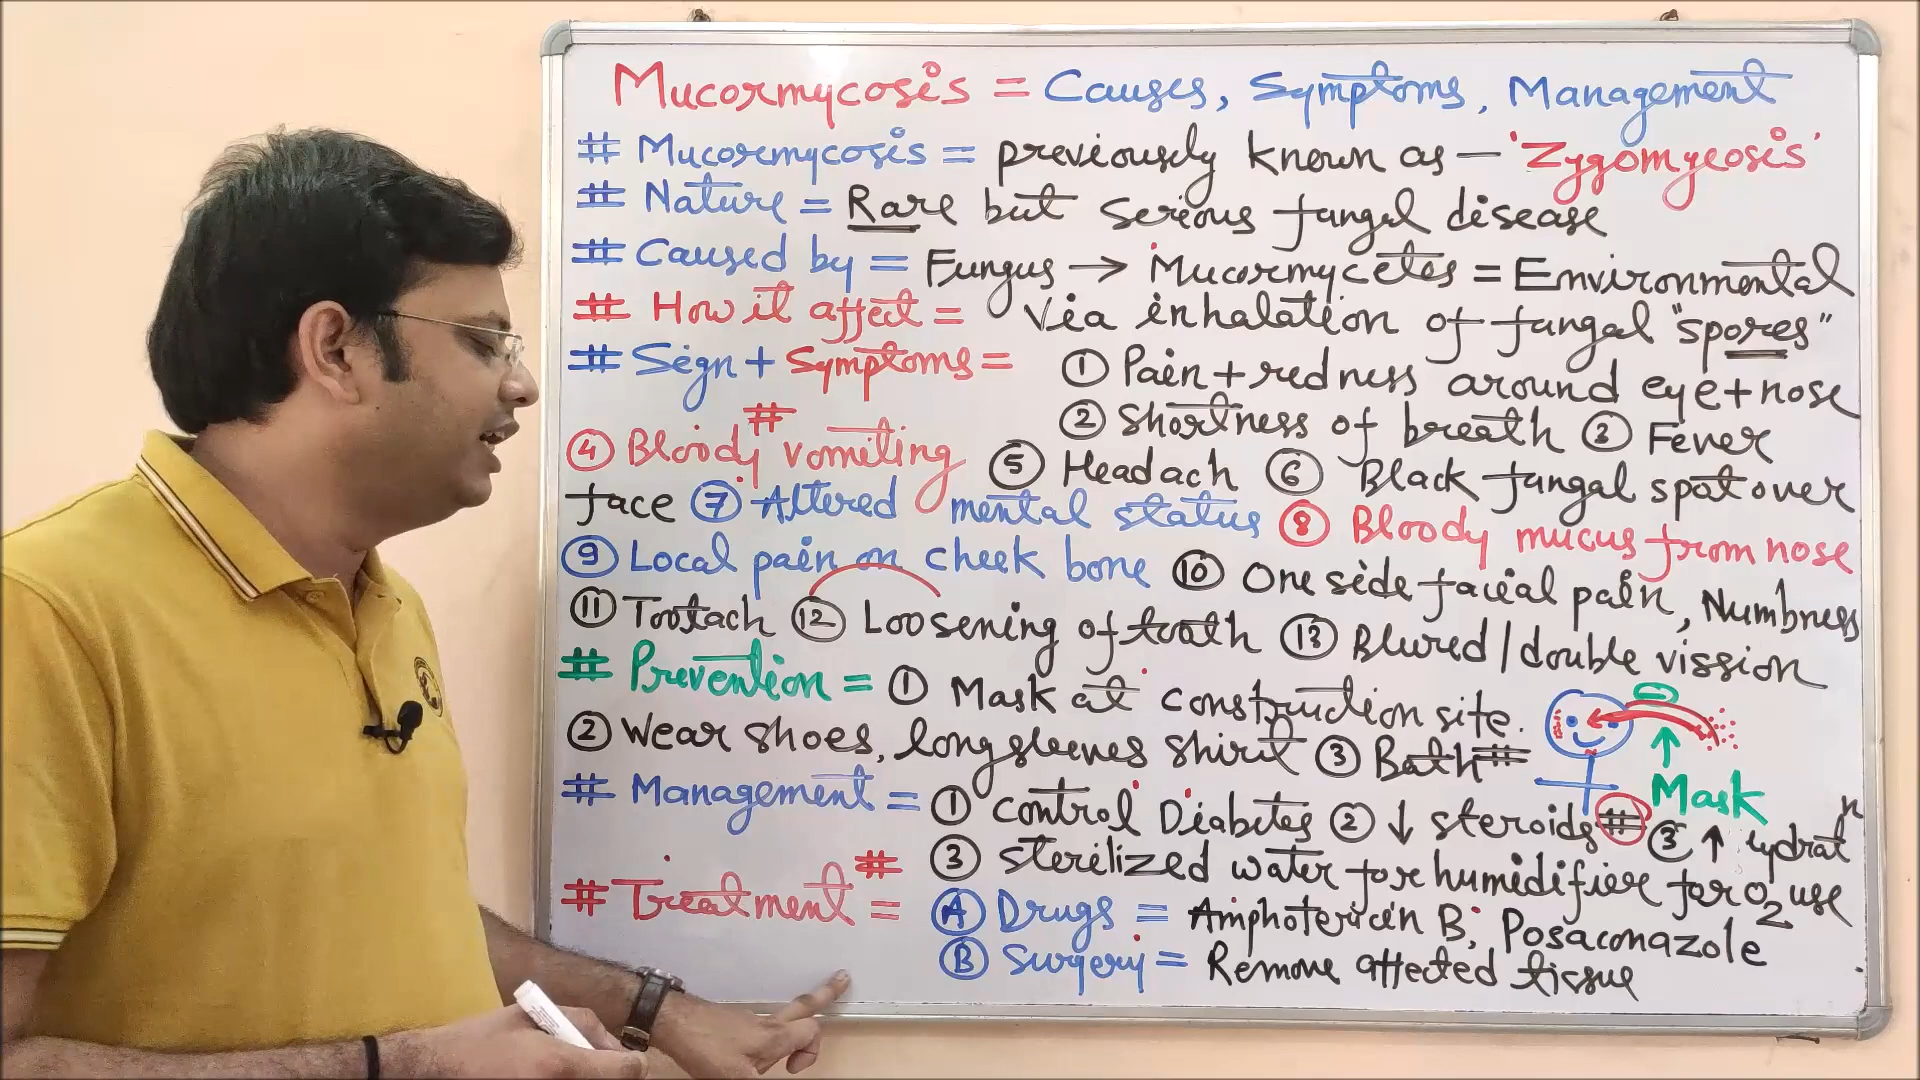 Mucormycosis = Causes, Symptoms, Management
# Mucormycosis = previously known as — 'Zygomycosis'
# Nature = Rare but Serious fungal disease
# Caused by = Fungus → Mucormycetes = Environmental
# How it affect = Via inhalation of fungal "spores"
# Sign + Symptoms = ① Pain + redness around eye + nose
# ② Shortness of breath ③ Fever
④ Bloody vomiting ⑤ Headach ⑥ Black fungal spot over
face ⑦ Altered mental status ⑧ Bloody mucus from nose
⑨ Local pain on cheek bone ⑩ One side facial pain, Numbness
⑪ Tootach ⑫ Loosening of tooth ⑬ Blured / double vission
# Prevention = ① Mask at construction site.
② Wear shoes, long sleeves shirt ③ Bath #
Mask
# Management = ① Control Diabetes ② ↓ steroids # ③ ↑ hydratn
# ③ Sterilized water for humidifier for O2 use
# Treatment = Ⓐ Drugs = Amphotericin B; Posaconazole
Ⓑ Surgery = Remove affected tissue